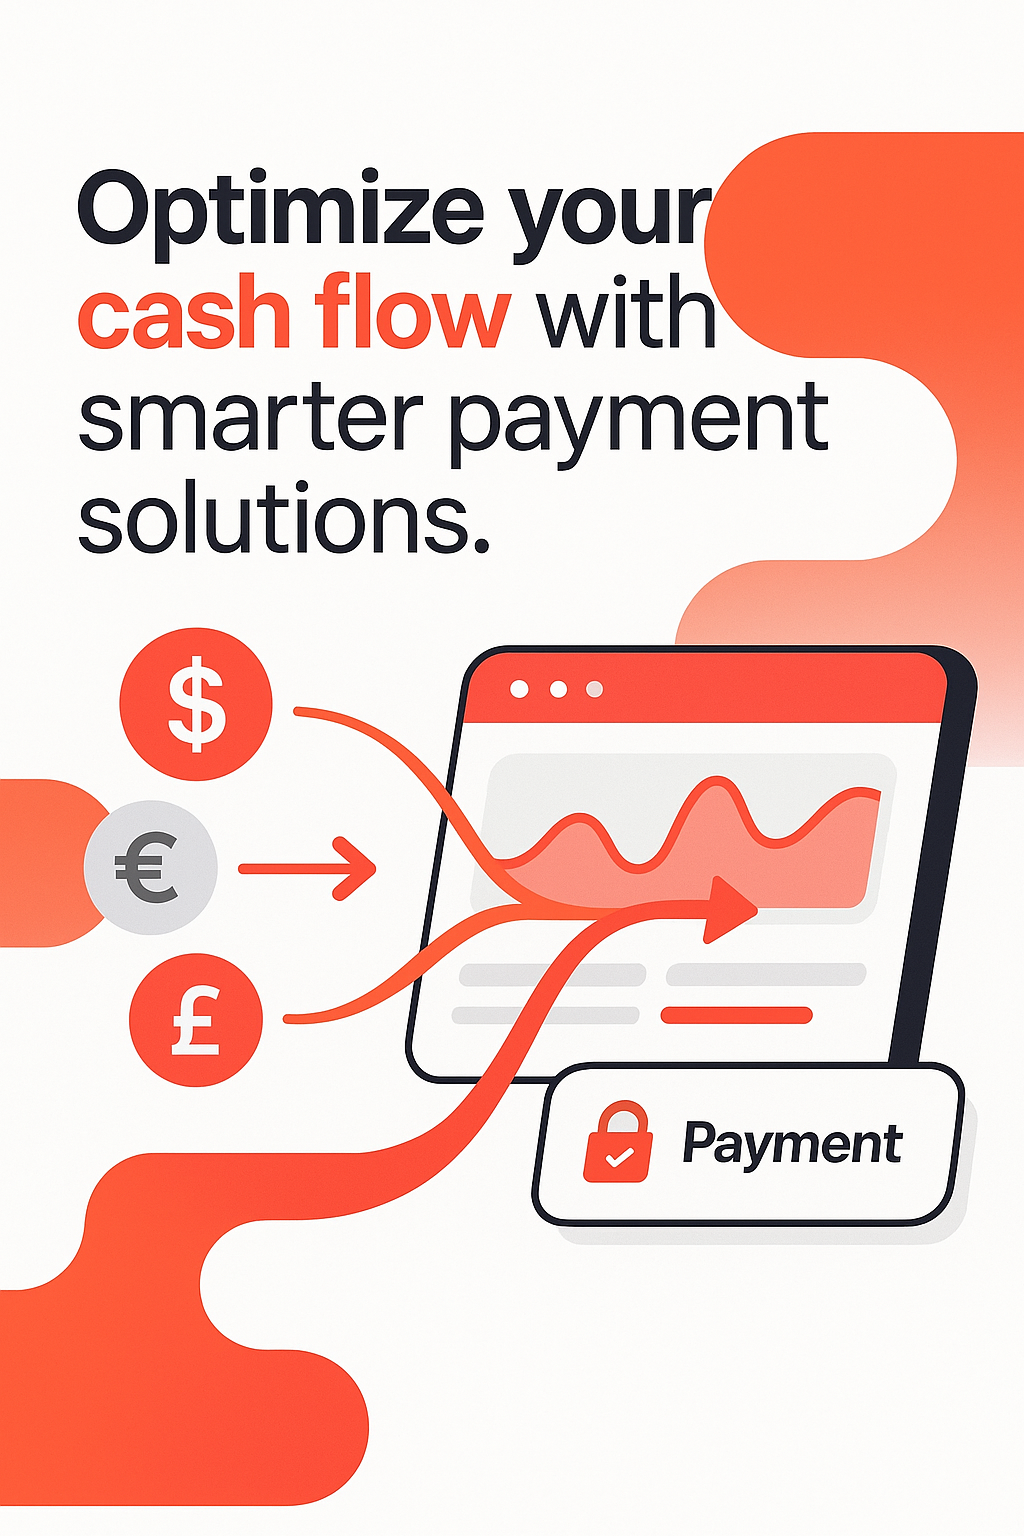 Optimize your
cash flow with
smarter payment
solutions.
$
€
£
Payment